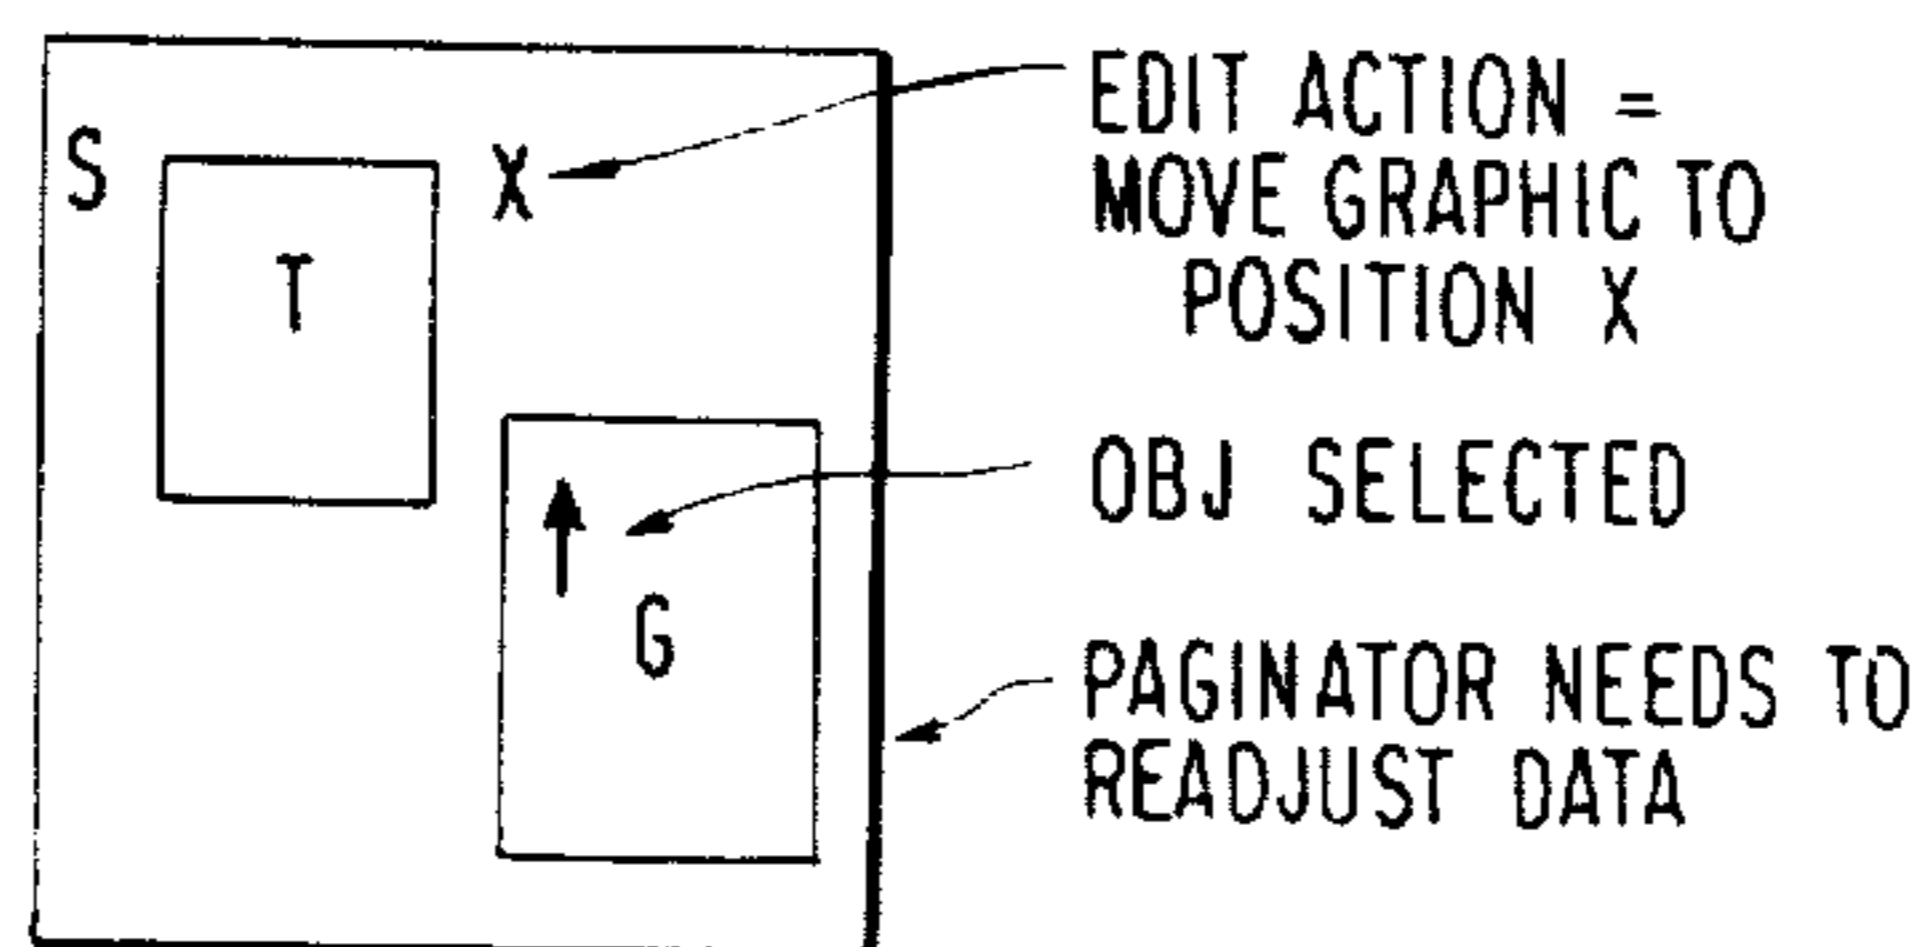 S
T
X
G
EDIT ACTION =
MOVE GRAPHIC TO
POSITION X
OBJ SELECTED
PAGINATOR NEEDS TO
READJUST DATA